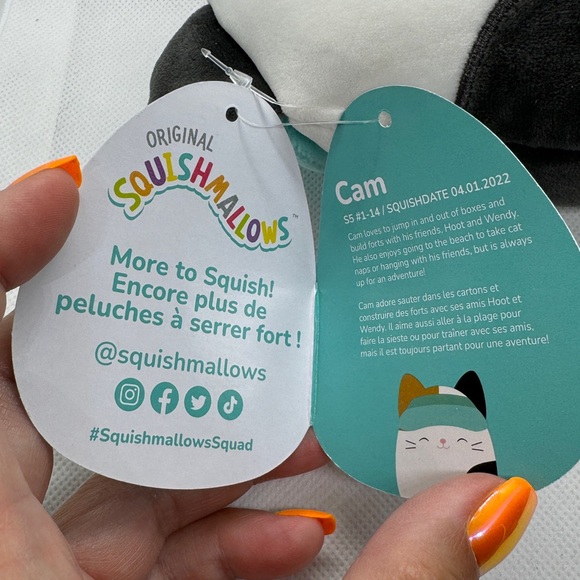 ORIGINAL
SQUISHMALLOWS™
More to Squish!
Encore plus de
peluches à serrer fort !
@squishmallows
#SquishmallowsSquad
Cam
S5 #1-14 / SQUISHDATE 04.01.2022
Cam loves to jump in and out of boxes and
build forts with his friends, Hoot and Wendy.
He also enjoys going to the beach to take cat
naps or hanging with his friends, but is always
up for an adventure!
Cam adore sauter dans les cartons et
construire des forts avec ses amis Hoot et
Wendy. Il aime aussi aller à la plage pour
faire la sieste ou pour traîner avec ses amis,
mais il est toujours partant pour une aventure!